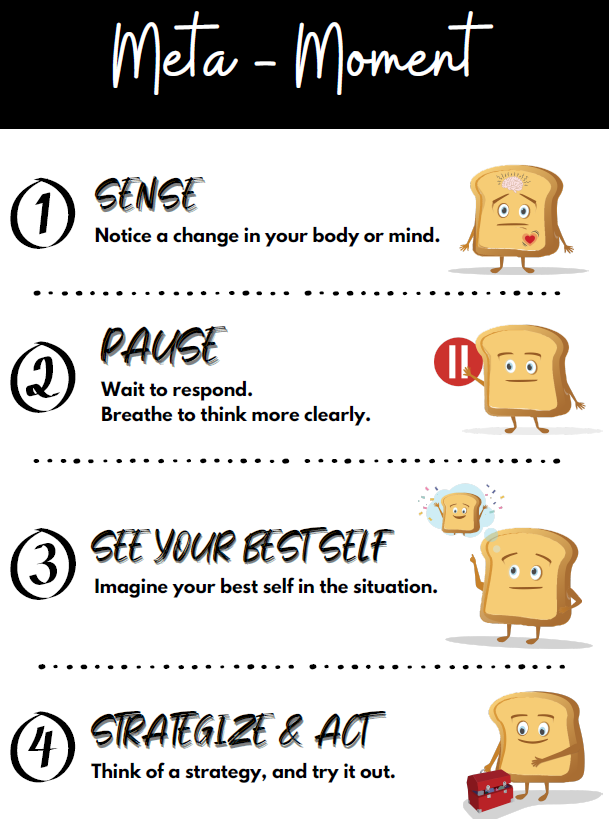 Meta - Moment
1
SENSE
Notice a change in your body or mind.
2
PAUSE
Wait to respond.
Breathe to think more clearly.
3
SEE YOUR BEST SELF
Imagine your best self in the situation.
4
STRATEGIZE & ACT
Think of a strategy, and try it out.